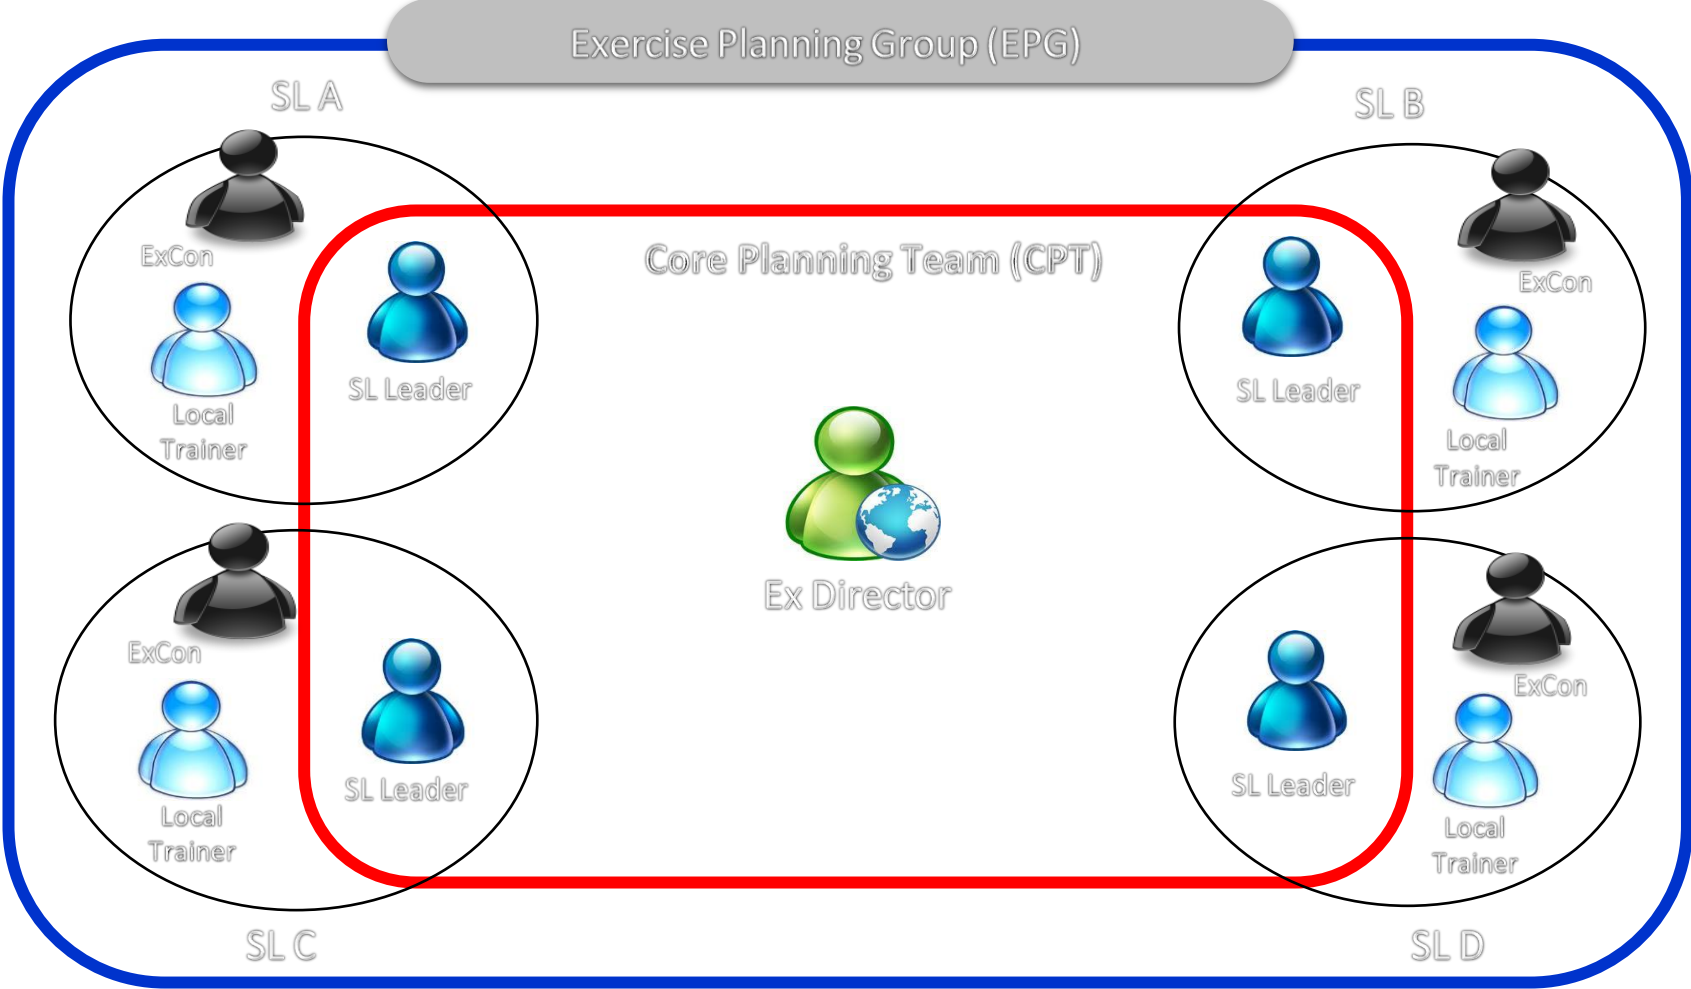 Exercise Planning Group (EPG)
SL A
SL B
ExCon
Local
Trainer
SL Leader
Core Planning Team (CPT)
SL Leader
ExCon
Local
Trainer
Ex Director
ExCon
Local
Trainer
SL Leader
SL Leader
ExCon
Local
Trainer
SL C
SL D